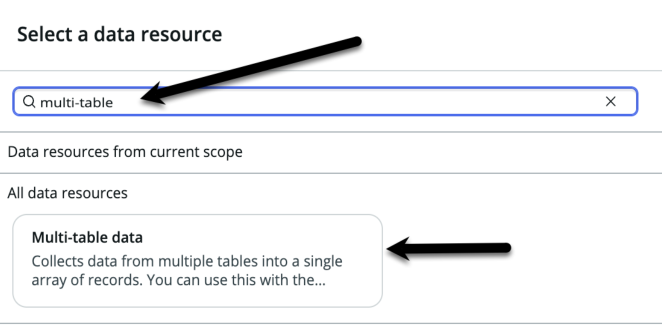 Select a data resource
multi-table
Data resources from current scope
All data resources
Multi-table data
Collects data from multiple tables into a single
array of records. You can use this with the...